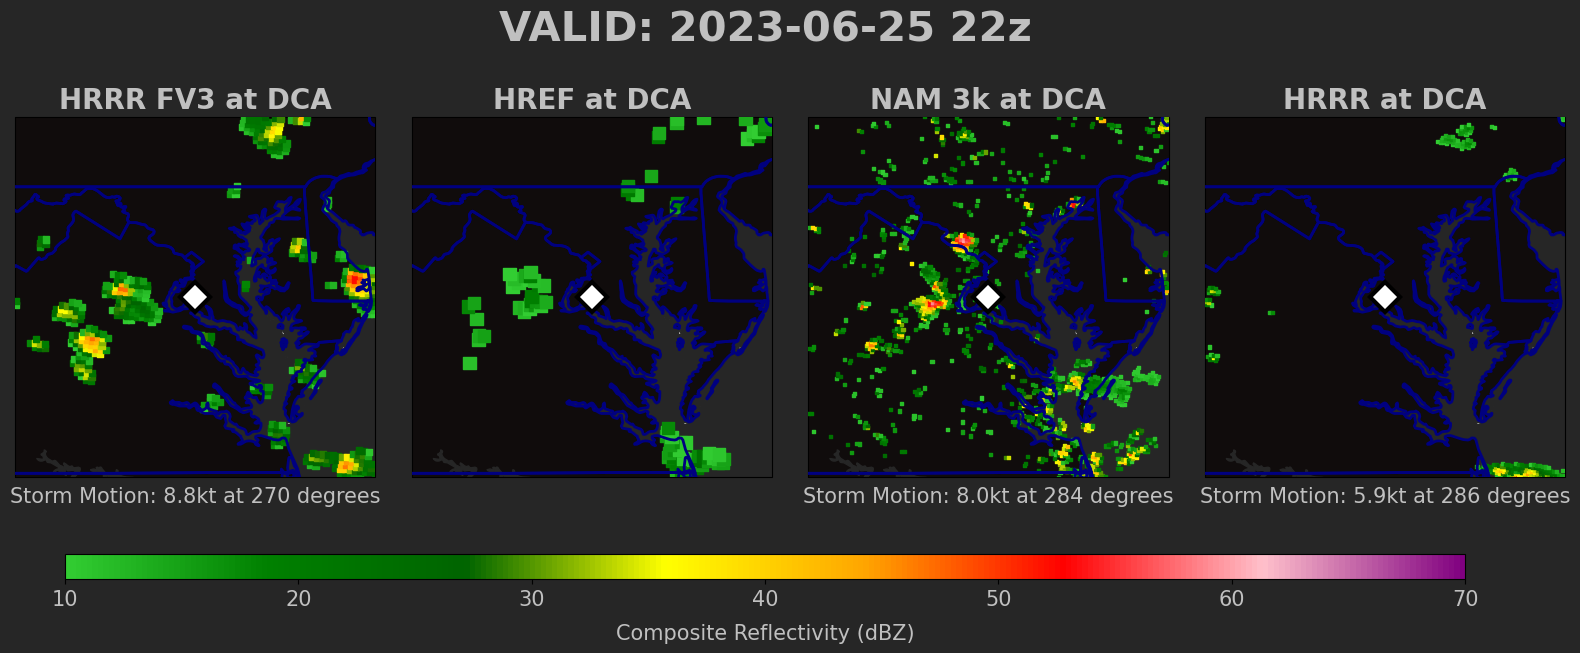 VALID: 2023-06-25 22z
HRRR FV3 at DCA
HREF at DCA
NAM 3k at DCA
HRRR at DCA
Storm Motion: 8.8kt at 270 degrees
Storm Motion: 8.0kt at 284 degrees
Storm Motion: 5.9kt at 286 degrees
10 20 30 40 50 60 70
Composite Reflectivity (dBZ)